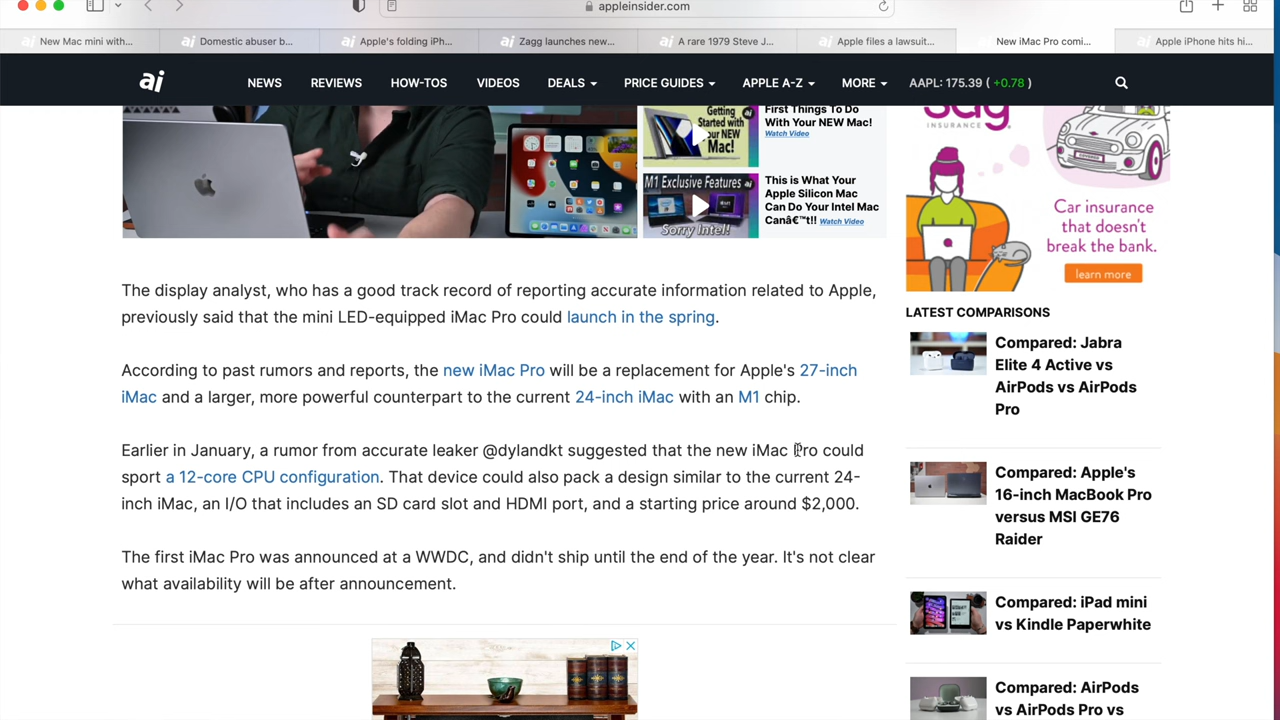 appleinsider.com
New Mac mini with...
Domestic abuser b...
Apple's folding iPh...
Zagg launches new...
A rare 1979 Steve J...
Apple files a lawsuit...
New iMac Pro comi...
Apple iPhone hits hi...
ai
NEWS
REVIEWS
HOW-TOS
VIDEOS
DEALS
PRICE GUIDES
APPLE A-Z
MORE
AAPL: 175.39 ( +0.78 )
Getting
Started with
our NEW
Mac!
First Things To Do
With Your NEW Mac!
Watch Video
M1 Exclusive Features
Sorry Intel!
This is What Your
Apple Silicon Mac
Can Do Your Intel Mac
Canâ€™t!! Watch Video
INSURANCE
Car insurance
that doesn't
break the bank.
learn more
The display analyst, who has a good track record of reporting accurate information related to Apple,
previously said that the mini LED-equipped iMac Pro could launch in the spring.
According to past rumors and reports, the new iMac Pro will be a replacement for Apple's 27-inch
iMac and a larger, more powerful counterpart to the current 24-inch iMac with an M1 chip.
Earlier in January, a rumor from accurate leaker @dylandkt suggested that the new iMac Pro could
sport a 12-core CPU configuration. That device could also pack a design similar to the current 24-
inch iMac, an I/O that includes an SD card slot and HDMI port, and a starting price around $2,000.
The first iMac Pro was announced at a WWDC, and didn't ship until the end of the year. It's not clear
what availability will be after announcement.
LATEST COMPARISONS
Compared: Jabra
Elite 4 Active vs
AirPods vs AirPods
Pro
Compared: Apple's
16-inch MacBook Pro
versus MSI GE76
Raider
Compared: iPad mini
vs Kindle Paperwhite
Compared: AirPods
vs AirPods Pro vs